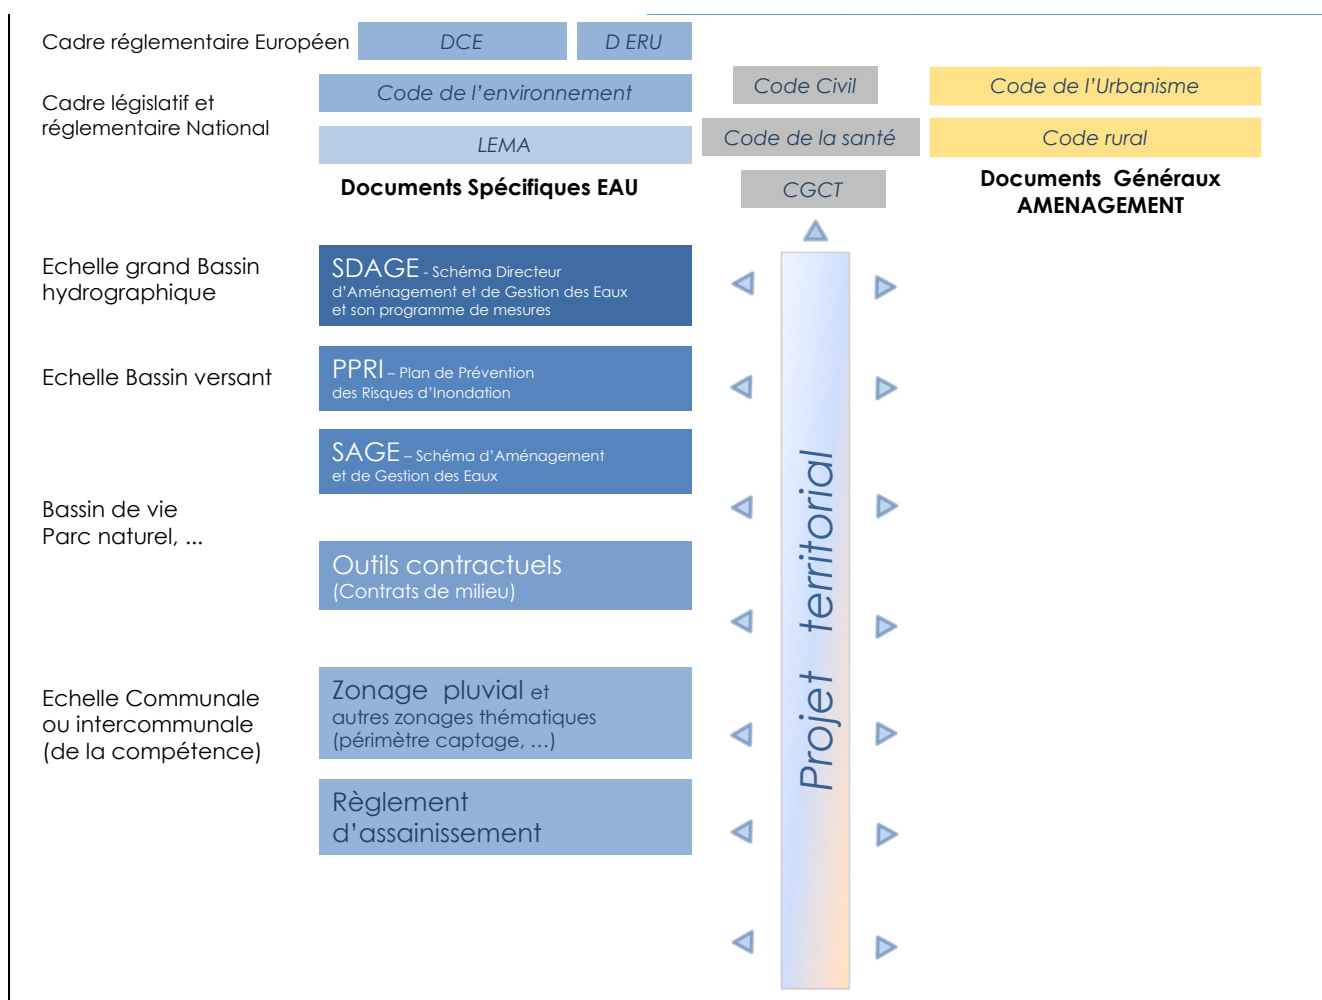 Cadre réglementaire Européen
DCE
D ERU
Cadre législatif et
réglementaire National
Code de l'environnement
LEMA
Code Civil
Code de la santé
CGCT
Code de l'Urbanisme
Code rural
Documents Spécifiques EAU
Documents Généraux
AMENAGEMENT
Echelle grand Bassin
hydrographique
SDAGE - Schéma Directeur
d'Aménagement et de Gestion des Eaux
et son programme de mesures
Echelle Bassin versant
PPRI – Plan de Prévention
des Risques d'Inondation
SAGE – Schéma d'Aménagement
et de Gestion des Eaux
Bassin de vie
Parc naturel, ...
Outils contractuels
(Contrats de milieu)
Echelle Communale
ou intercommunale
(de la compétence)
Zonage pluvial et
autres zonages thématiques
(périmètre captage, …)
Règlement
d'assainissement
Projet territorial